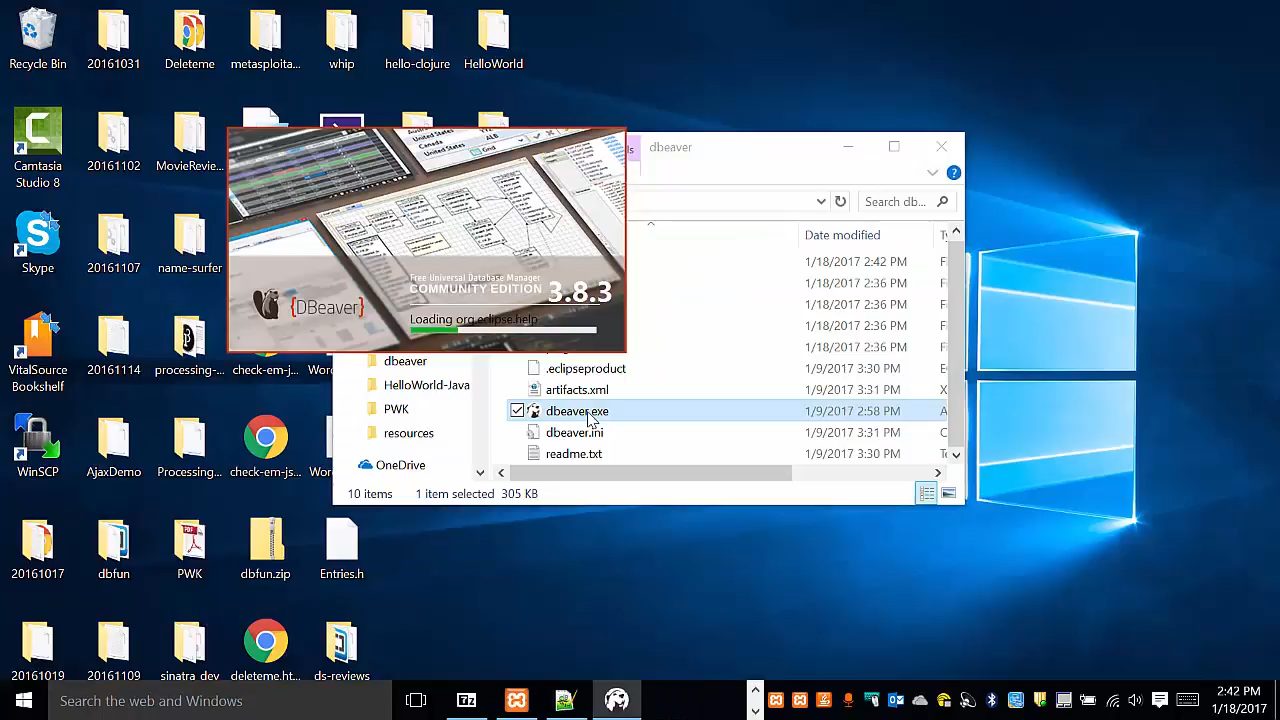 Recycle Bin
20161031
Deleteme
metasploita...
whip
hello-clojure
HelloWorld
Camtasia
Studio 8
20161102
MovieRevie...
Skype
20161107
name-surfer
VitalSource
Bookshelf
20161114
processing-...
check-em-j...
WinSCP
AjaxDemo
Processing...
check-em-js...
20161017
dbfun
PWK
dbfun.zip
Entries.h
20161019
20161109
sinatra_dev
deleteme.ht...
ds-reviews
United States
Canada
United States
ALB
Grid
Free Universal Database Manager
COMMUNITY EDITION 3.8.3
{DBeaver}
Loading org.eclipse.help
dbeaver
Search db...
Date modified
1/18/2017 2:42 PM
1/18/2017 2:36 PM
1/18/2017 2:36 PM
1/18/2017 2:36 PM
1/18/2017 2:36 PM
dbeaver
HelloWorld-Java
PWK
resources
OneDrive
.eclipseproduct 1/9/2017 3:30 PM
artifacts.xml 1/9/2017 3:31 PM
dbeaver.exe 1/9/2017 2:58 PM
dbeaver.ini 1/9/2017 3:31 PM
readme.txt 1/9/2017 3:30 PM
10 items 1 item selected 305 KB
Search the web and Windows
2:42 PM
1/18/2017